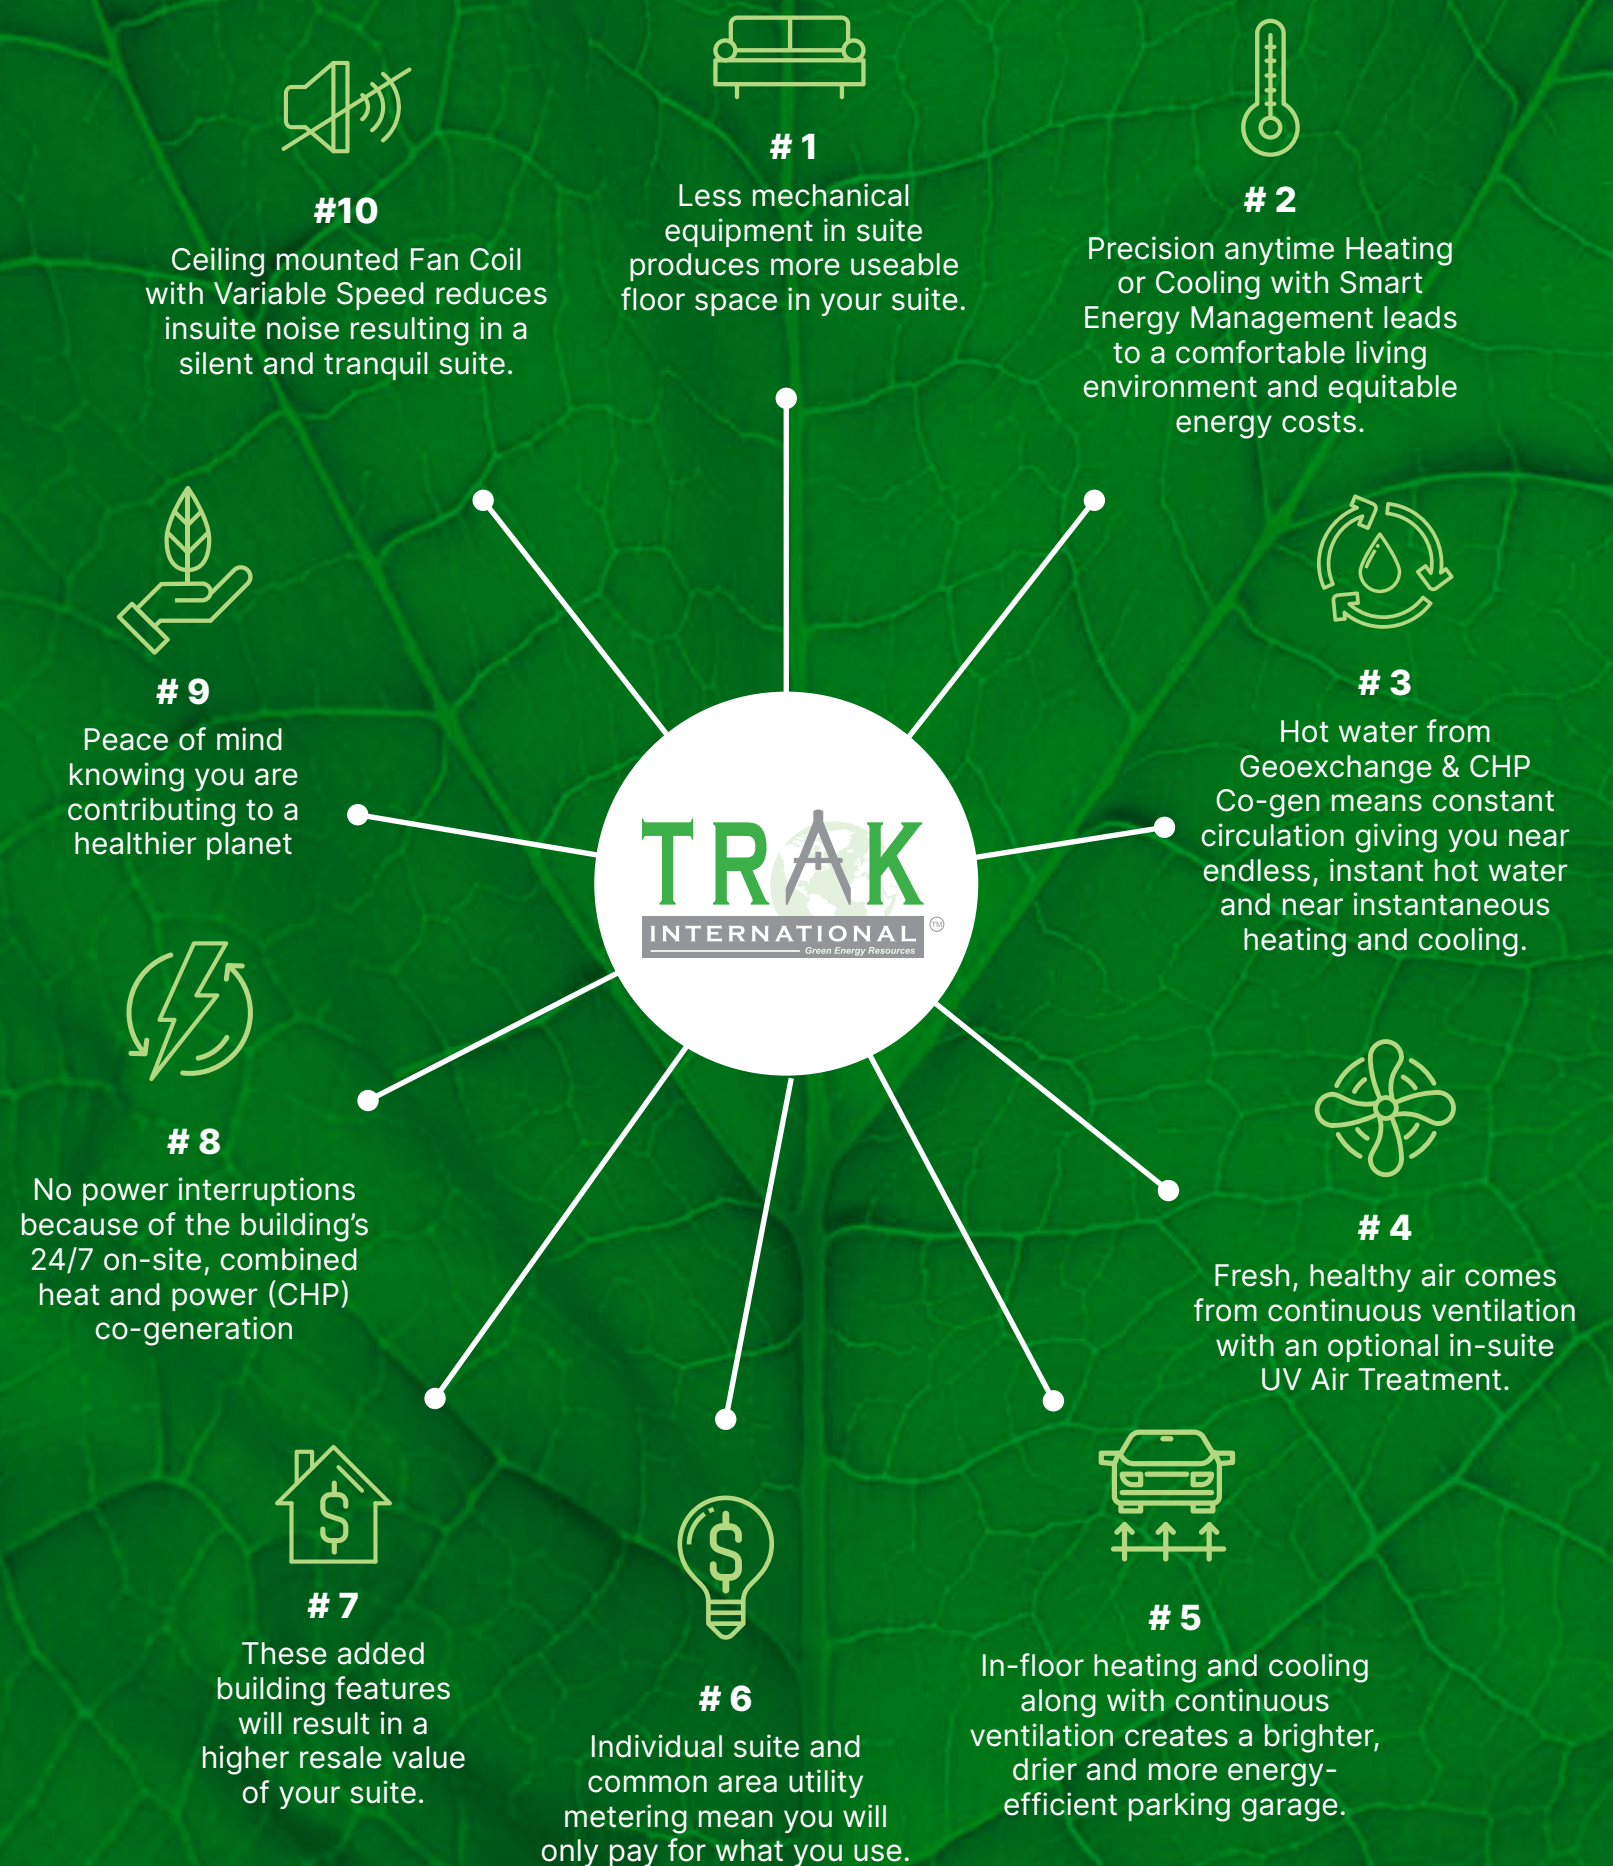 # 1
Less mechanical
equipment in suite
produces more useable
floor space in your suite.
# 2
Precision anytime Heating
or Cooling with Smart
Energy Management leads
to a comfortable living
environment and equitable
energy costs.
# 3
Hot water from
Geoexchange & CHP
Co-gen means constant
circulation giving you near
endless, instant hot water
and near instantaneous
heating and cooling.
# 4
Fresh, healthy air comes
from continuous ventilation
with an optional in-suite
UV Air Treatment.
# 5
In-floor heating and cooling
along with continuous
ventilation creates a brighter,
drier and more energy-
efficient parking garage.
# 6
Individual suite and
common area utility
metering mean you will
only pay for what you use.
# 7
These added
building features
will result in a
higher resale value
of your suite.
# 8
No power interruptions
because of the building’s
24/7 on-site, combined
heat and power (CHP)
co-generation
# 9
Peace of mind
knowing you are
contributing to a
healthier planet
#10
Ceiling mounted Fan Coil
with Variable Speed reduces
insuite noise resulting in a
silent and tranquil suite.
TRAK
INTERNATIONAL TM
Green Energy Resources